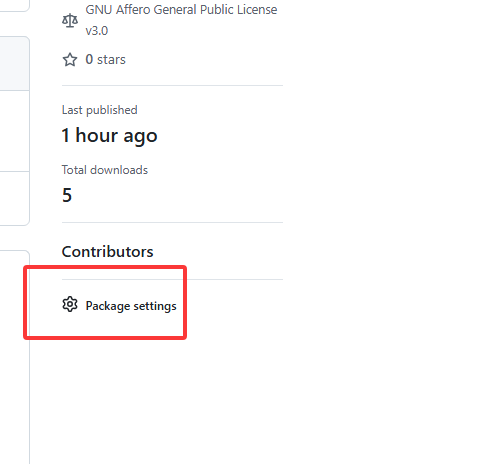 GNU Affero General Public License
v3.0
0 stars
Last published
1 hour ago
Total downloads
5
Contributors
Package settings